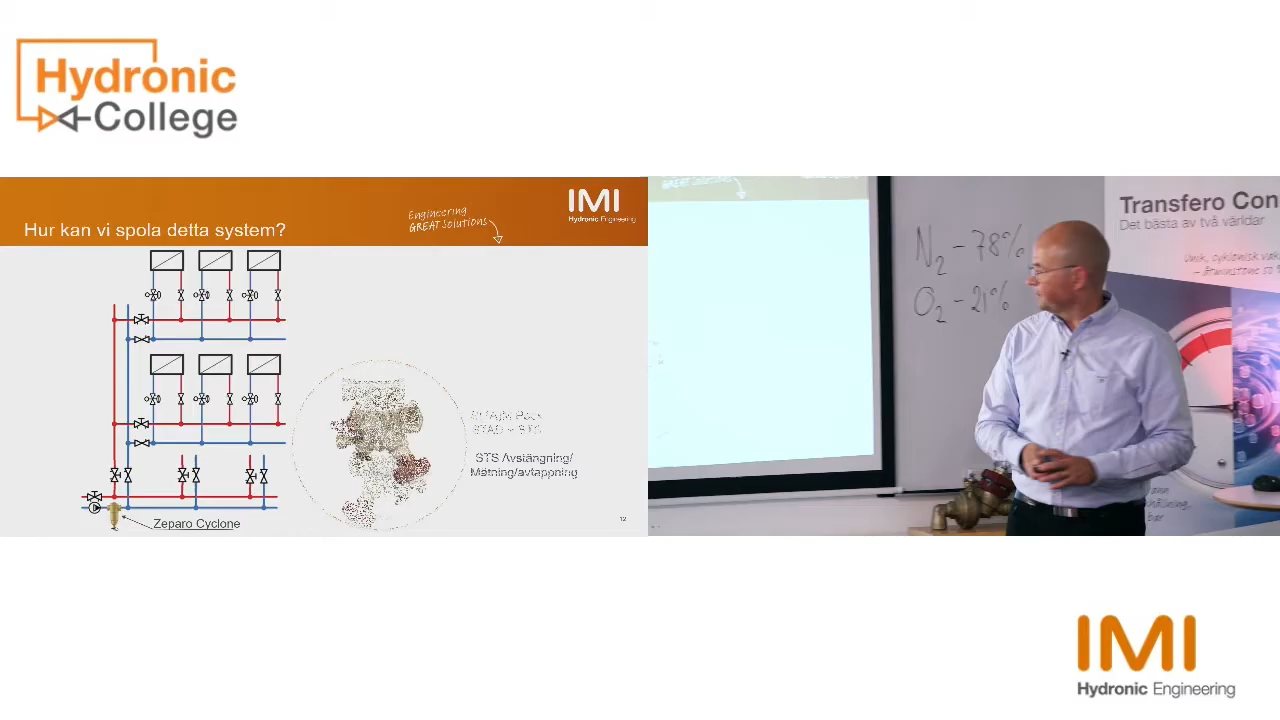 Hydronic
College
Hur kan vi spola detta system?
Engineering
GREAT Solutions
IMI
Hydronic Engineering
STS Avstängning/
Mätning/avtappning
Zeparo Cyclone
12
N2 - 78%
O2 - 21%
Transfero Con
Det bästa av två världar
IMI
Hydronic Engineering